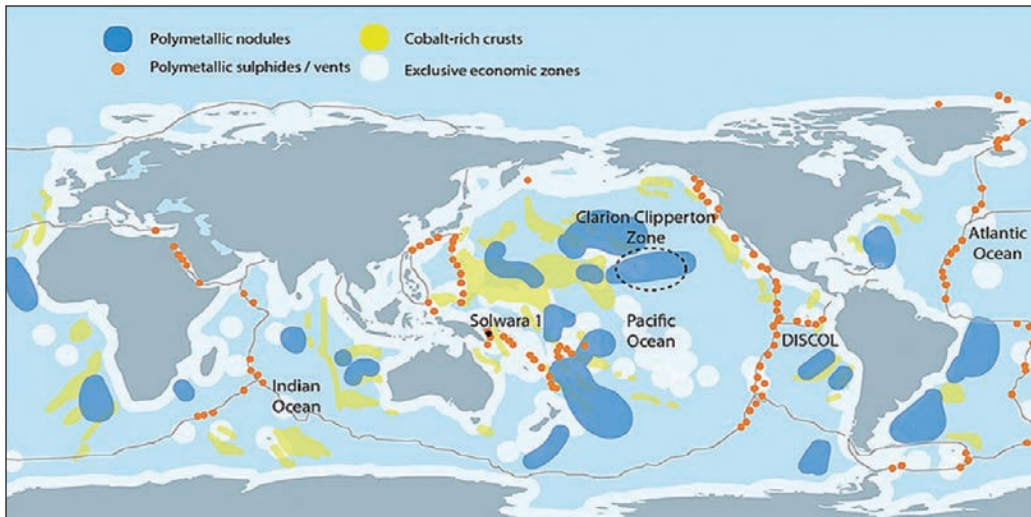 Polymetallic nodules
Cobalt-rich crusts
Polymetallic sulphides / vents
Exclusive economic zones
Clarion Clipperton
Zone
Atlantic
Ocean
Solwara 1
Pacific
Ocean
DISCOL
Indian
Ocean